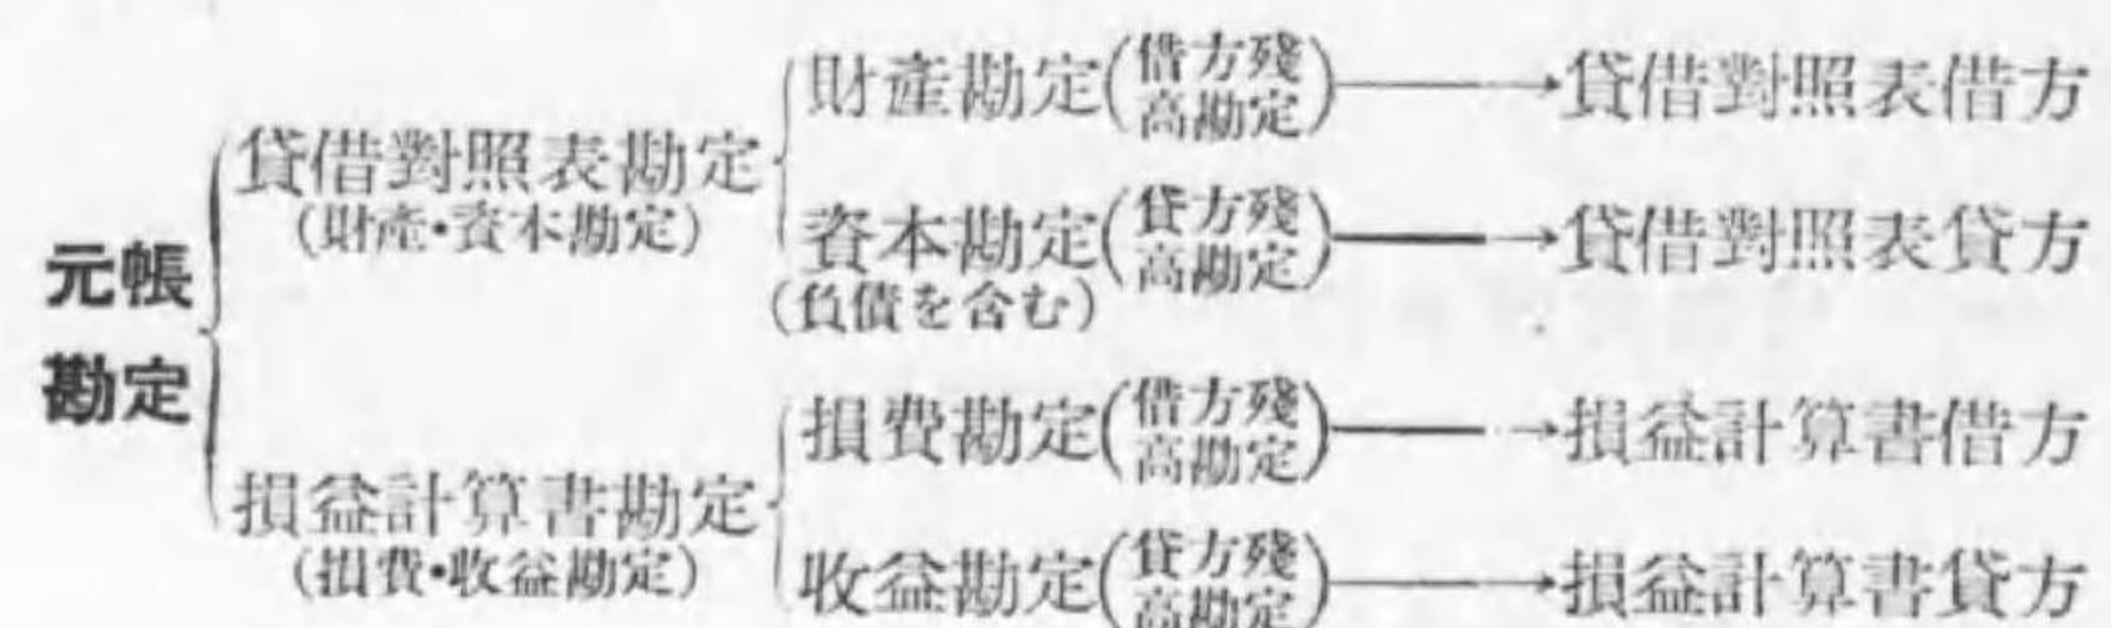 元帳
勘定
貸借對照表勘定
(財産・資本勘定)
財産勘定(借方殘高勘定)→貸借對照表借方
資本勘定(貸方殘高勘定)→貸借對照表貸方
(負債を含む)
損益計算書勘定
(損費・收益勘定)
損費勘定(借方殘高勘定)→損益計算書借方
收益勘定(貸方殘高勘定)→損益計算書貸方